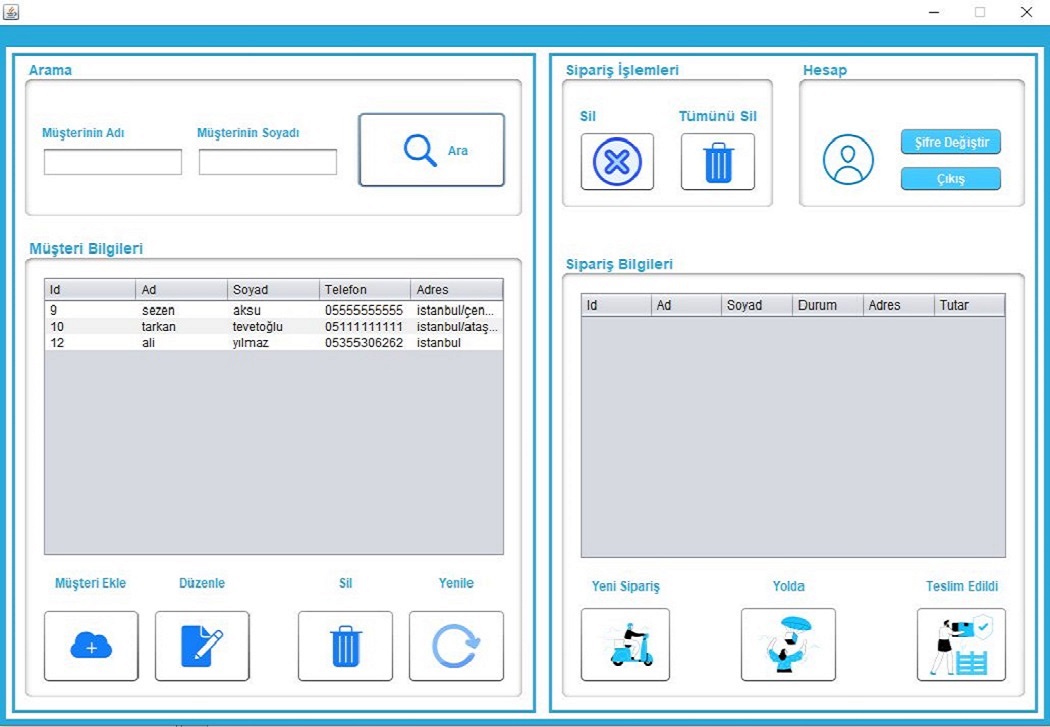 Arama
Müşterinin Adı
Müşterinin Soyadı
Ara
Müşteri Bilgileri
Id Ad Soyad Telefon Adres
9 sezen aksu 05555555555 istanbul/çen...
10 tarkan tevetoğlu 05111111111 istanbul/ataş...
12 ali yılmaz 05355306262 istanbul
Müşteri Ekle
Düzenle
Sil
Yenile
Sipariş İşlemleri
Sil
Tümünü Sil
Hesap
Şifre Değiştir
Çıkış
Sipariş Bilgileri
Id Ad Soyad Durum Adres Tutar
Yeni Sipariş
Yolda
Teslim Edildi